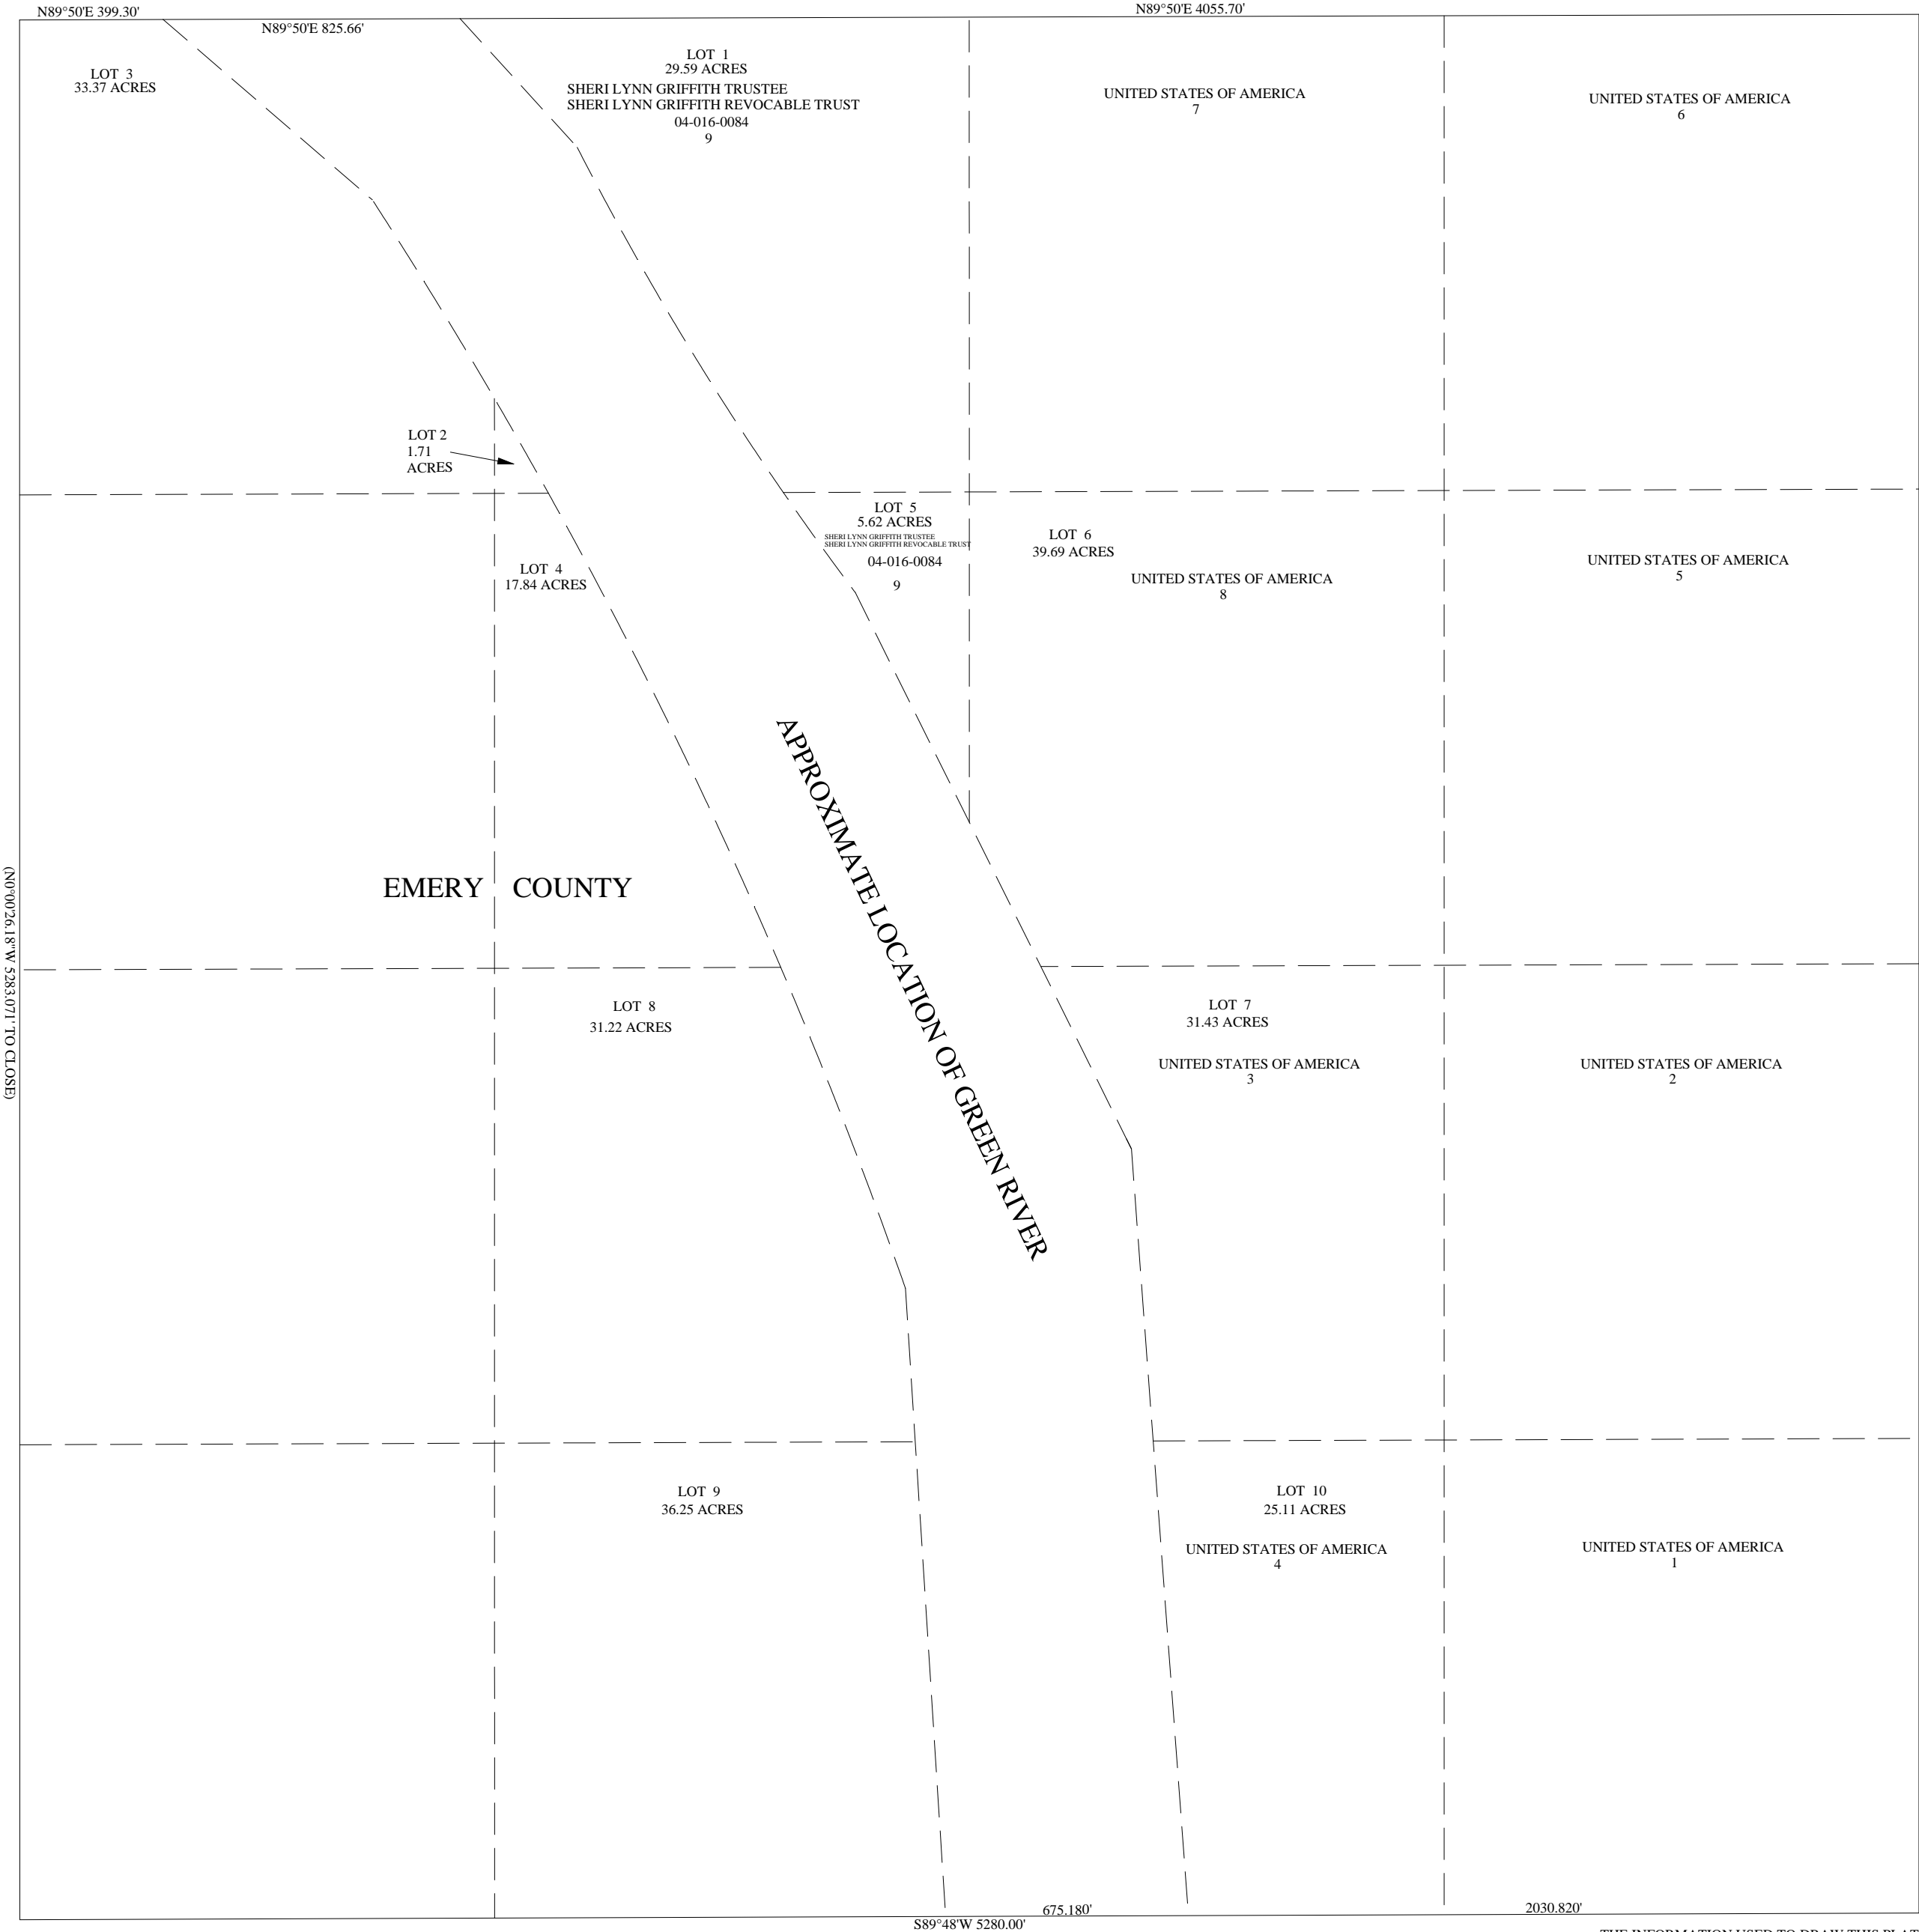 N89°50'E 399.30'
N89°50'E 825.66'
N89°50'E 4055.70'
LOT 3
33.37 ACRES
LOT 1
29.59 ACRES
SHERI LYNN GRIFFITH TRUSTEE
SHERI LYNN GRIFFITH REVOCABLE TRUST
04-016-0084
9
UNITED STATES OF AMERICA
7
UNITED STATES OF AMERICA
6
LOT 2
1.71
ACRES
LOT 4
17.84 ACRES
LOT 5
5.62 ACRES
SHERI LYNN GRIFFITH TRUSTEE
SHERI LYNN GRIFFITH REVOCABLE TRUST
04-016-0084
9
LOT 6
39.69 ACRES
UNITED STATES OF AMERICA
8
UNITED STATES OF AMERICA
5
APPROXIMATE LOCATION OF GREEN RIVER
EMERY COUNTY
(N0°00'26.18"W 5283.071' TO CLOSE)
LOT 8
31.22 ACRES
LOT 7
31.43 ACRES
UNITED STATES OF AMERICA
3
UNITED STATES OF AMERICA
2
LOT 9
36.25 ACRES
LOT 10
25.11 ACRES
UNITED STATES OF AMERICA
4
UNITED STATES OF AMERICA
1
675.180'
2030.820'
S89°48'W 5280.00'
THE INFORMATION USED TO DRAW THIS PLAT